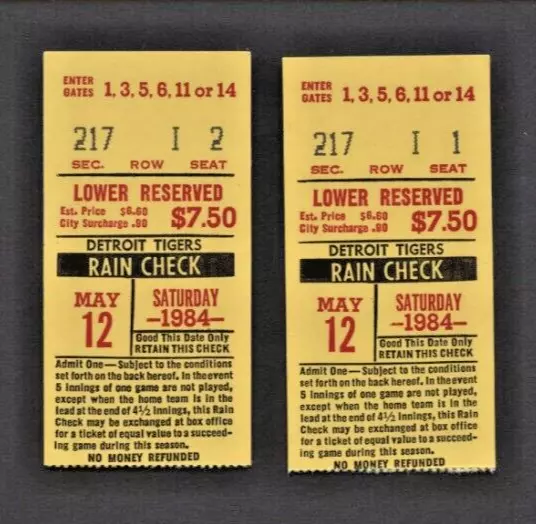 ENTER
GATES 1, 3, 5, 6, 11 or 14
217 I 2
SEC. ROW SEAT
LOWER RESERVED
Est. Price $6.60
City Surcharge .90
$7.50
DETROIT TIGERS
RAIN CHECK
MAY
12
SATURDAY
—1984—
Good This Date Only
RETAIN THIS CHECK
Admit One—Subject to the conditions
set forth on the back hereof. In the event
5 innings of one game are not played,
except when the home team is in the
lead at the end of 4½ innings, this Rain
Check may be exchanged at box office
for a ticket of equal value to a succeed-
ing game during this season.
NO MONEY REFUNDED
ENTER
GATES 1, 3, 5, 6, 11 or 14
217 I 1
SEC. ROW SEAT
LOWER RESERVED
Est. Price $6.60
City Surcharge .90
$7.50
DETROIT TIGERS
RAIN CHECK
MAY
12
SATURDAY
—1984—
Good This Date Only
RETAIN THIS CHECK
Admit One—Subject to the conditions
set forth on the back hereof. In the event
5 innings of one game are not played,
except when the home team is in the
lead at the end of 4½ innings, this Rain
Check may be exchanged at box office
for a ticket of equal value to a succeed-
ing game during this season.
NO MONEY REFUNDED